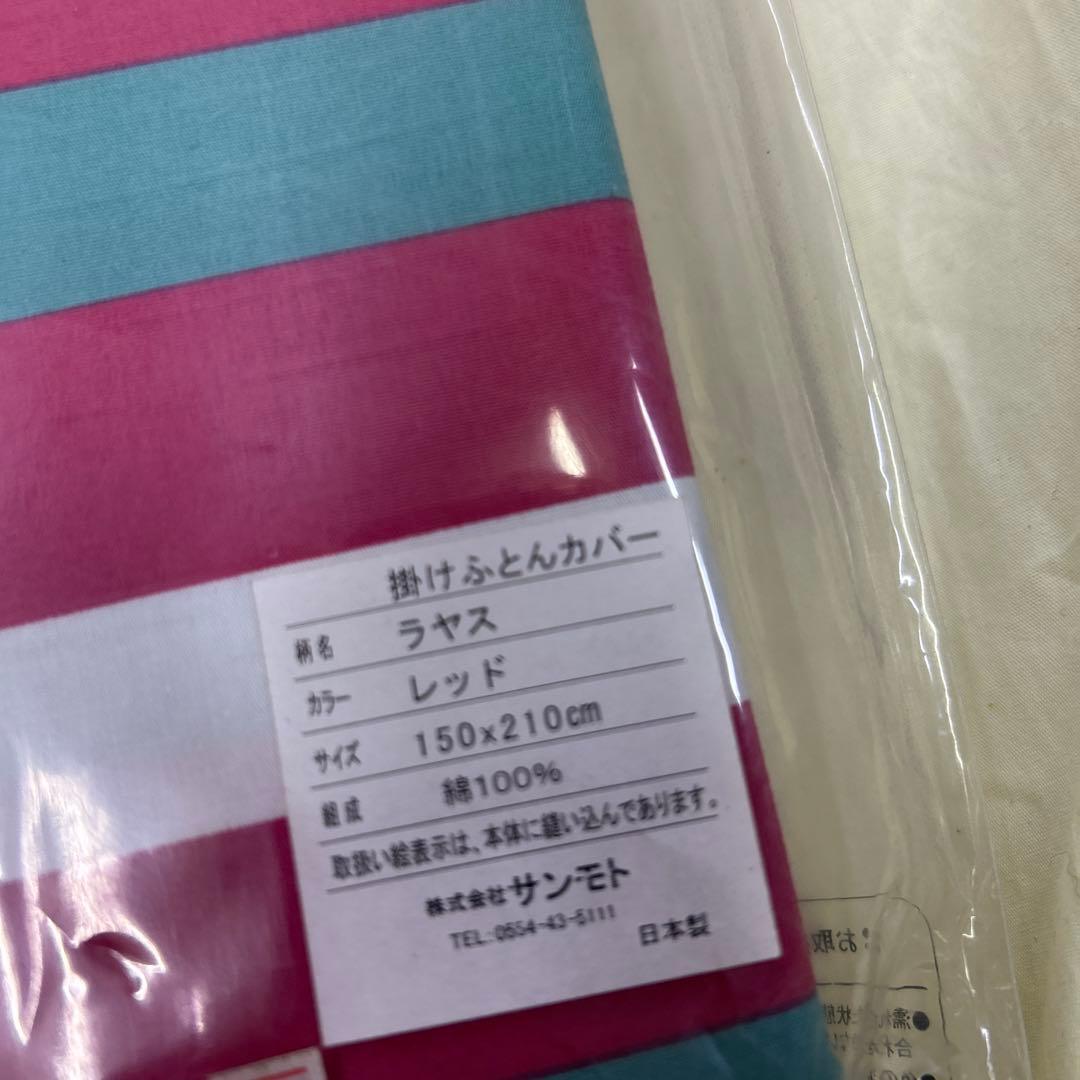 掛けふとんカバー
柄名 ラヤス
カラー レッド
サイズ 150x210cm
組成 綿100%
取扱い絵表示は、本体に縫い込んであります。
株式会社サン・モト
TEL:0554-43-5111
日本製
お取